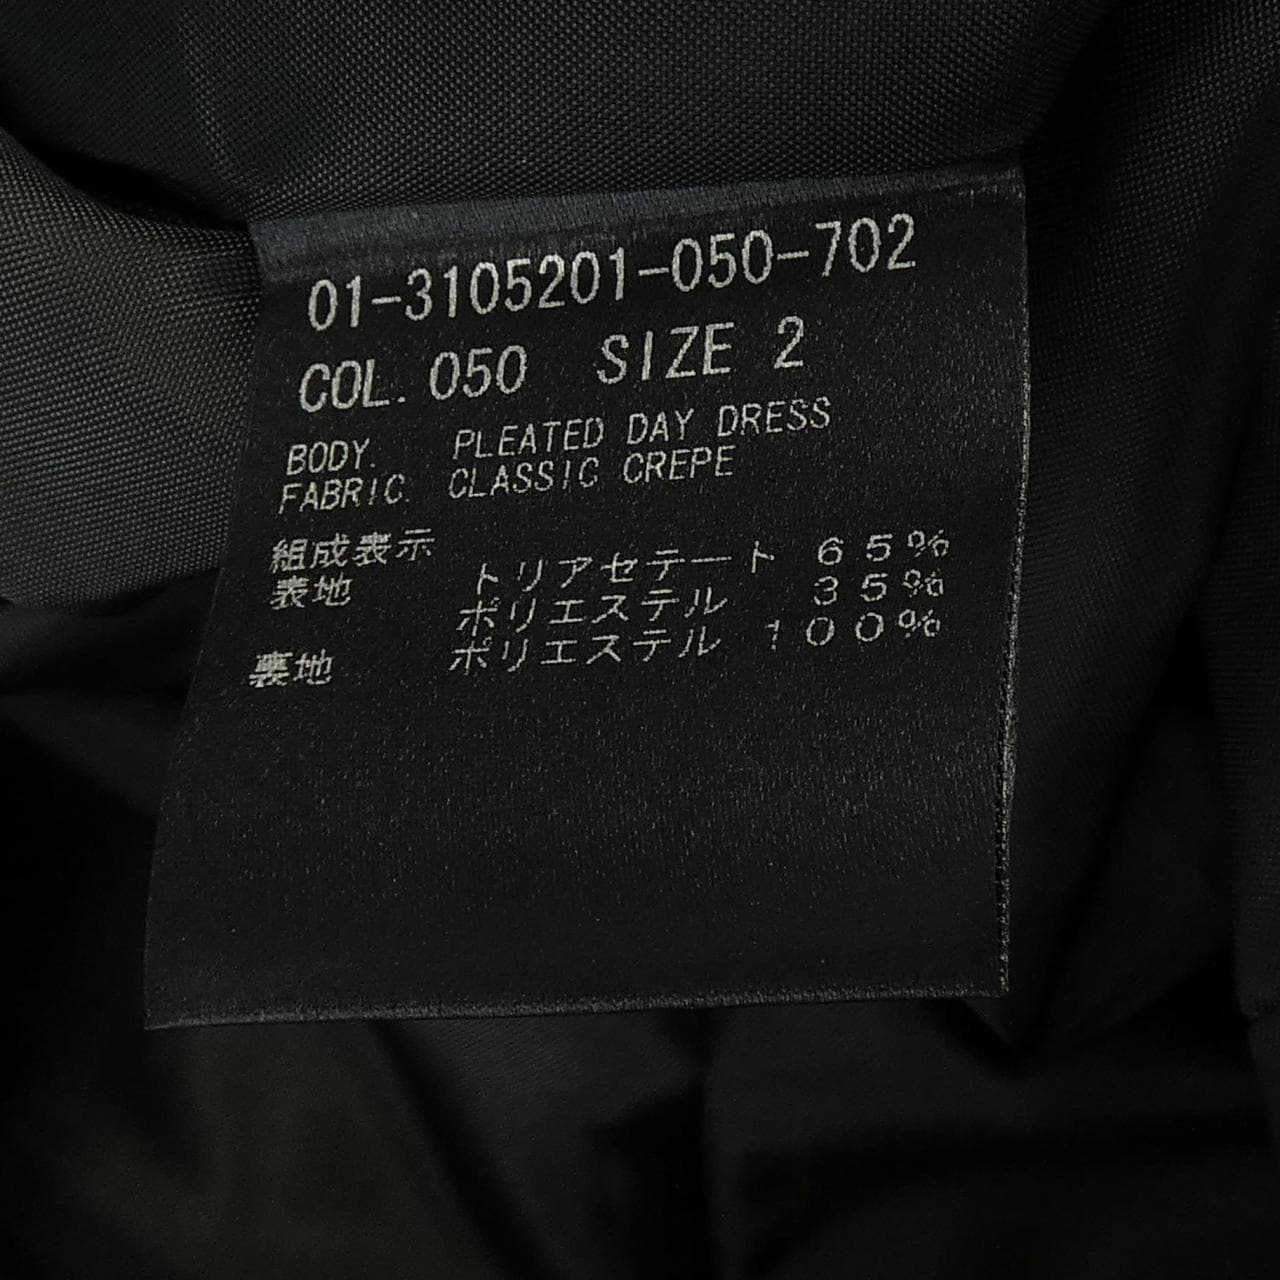 01-3105201-050-702
COL. 050 SIZE 2
BODY. PLEATED DAY DRESS
FABRIC. CLASSIC CREPE
組成表示
表地 トリアセテート 65%
ポリエステル 35%
裏地 ポリエステル 100%